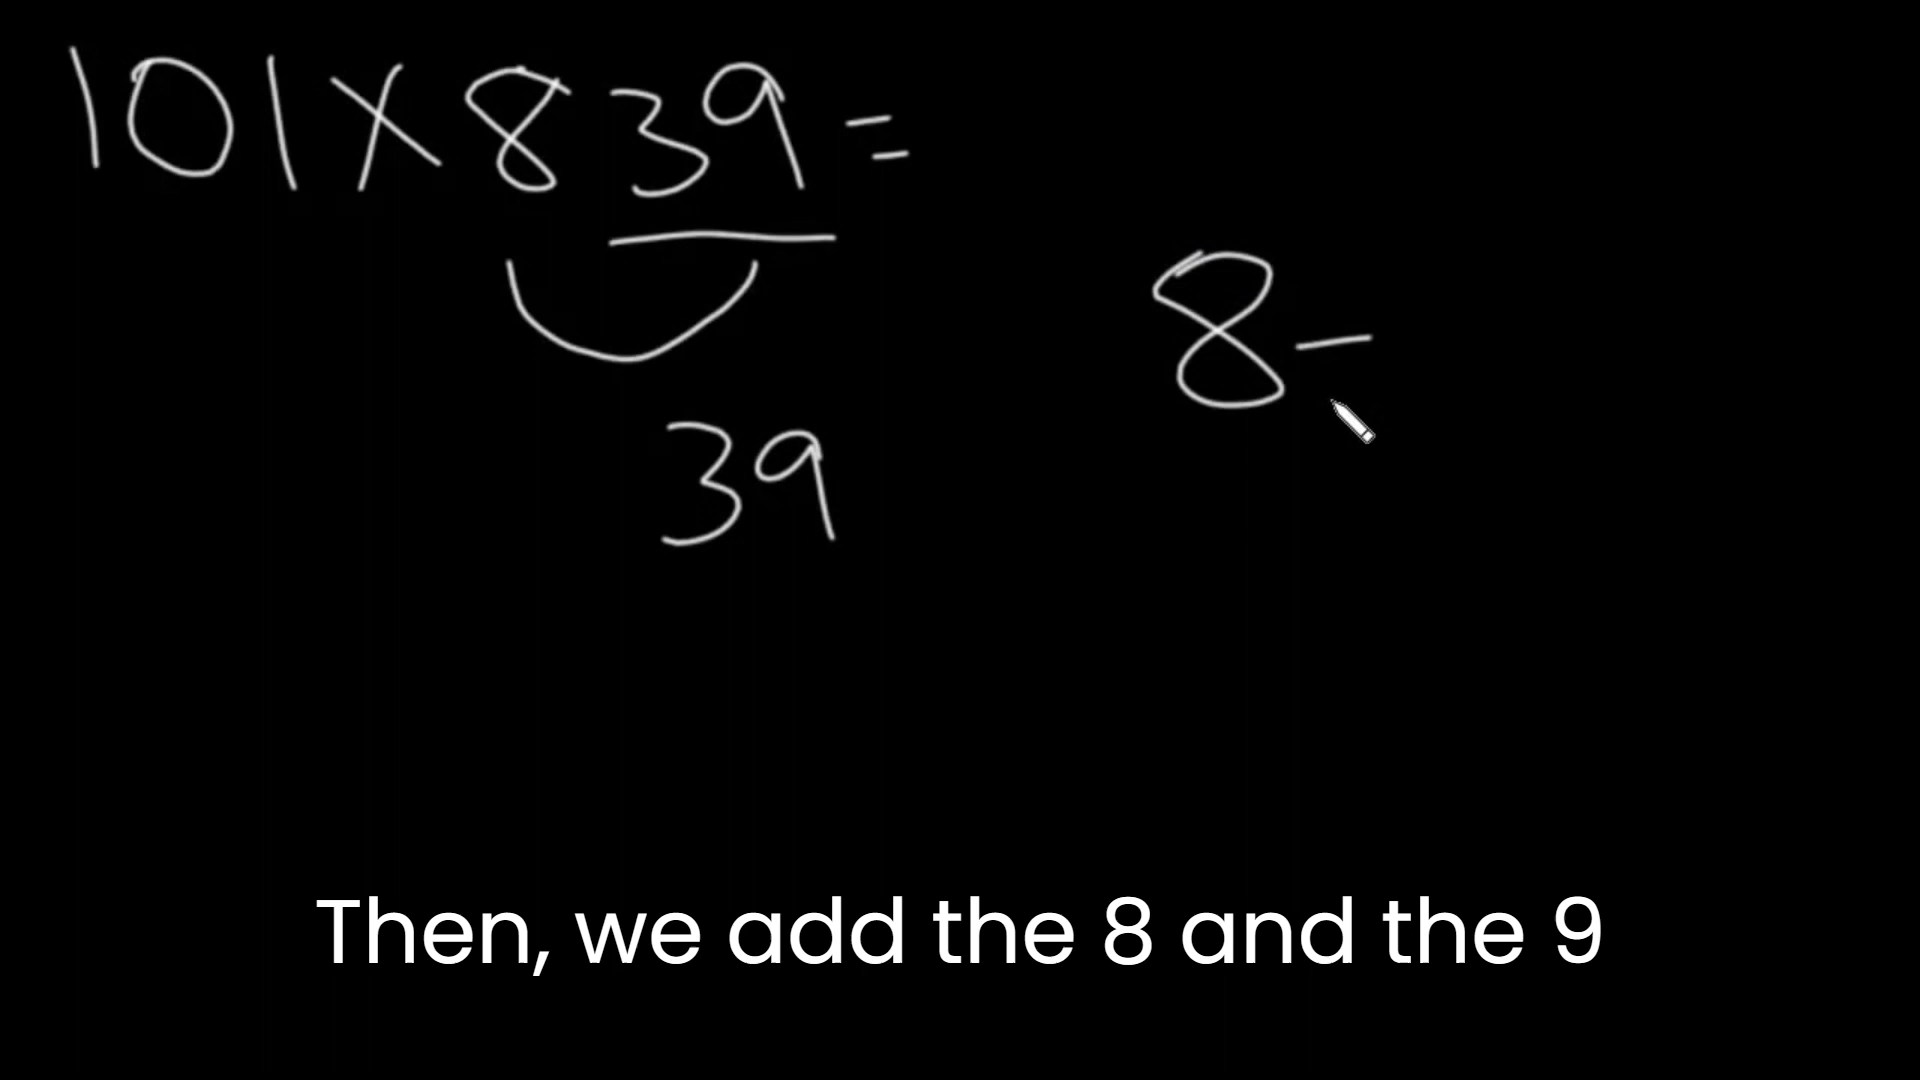 101×839=
8-
39
Then, we add the 8 and the 9